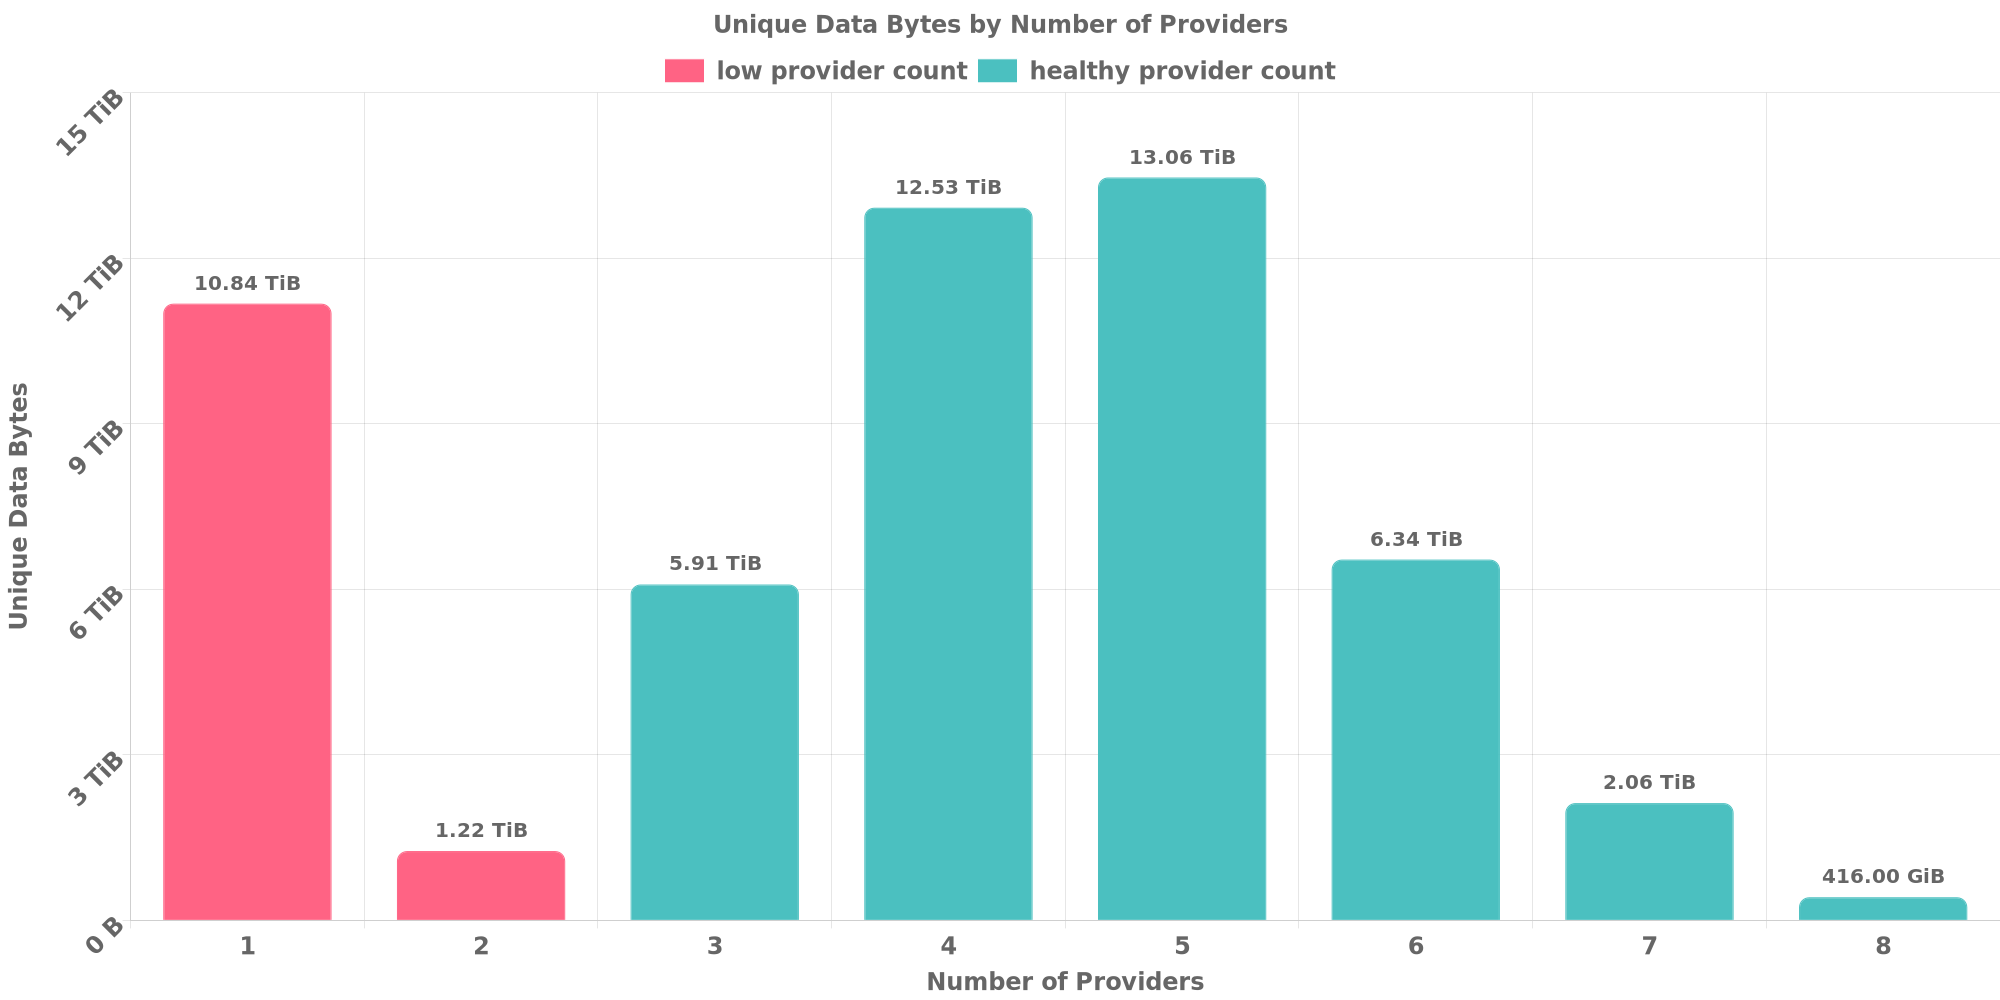 Unique Data Bytes by Number of Providers
low provider count healthy provider count
15 TiB
12 TiB
9 TiB
6 TiB
3 TiB
0 B
Unique Data Bytes
10.84 TiB
1.22 TiB
5.91 TiB
12.53 TiB
13.06 TiB
6.34 TiB
2.06 TiB
416.00 GiB
1 2 3 4 5 6 7 8
Number of Providers